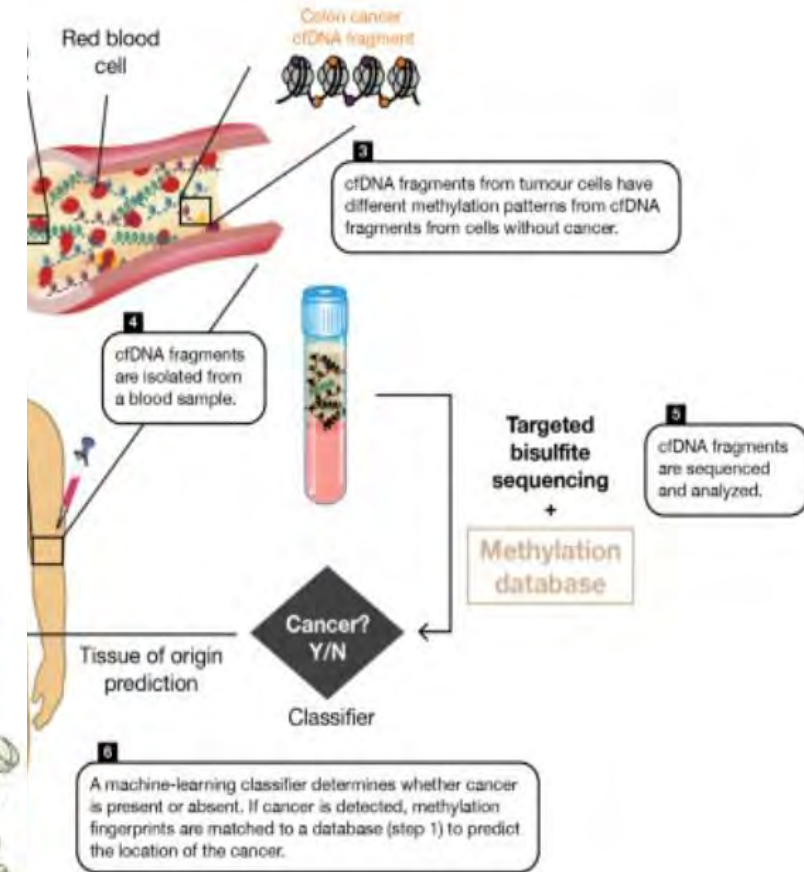 Red blood
cell
Colon cancer
cfDNA fragment
3
cfDNA fragments from tumour cells have
different methylation patterns from cfDNA
fragments from cells without cancer.
4
cfDNA fragments
are isolated from
a blood sample.
Targeted
bisulfite
sequencing
+
Methylation
database
5
cfDNA fragments
are sequenced
and analyzed.
Cancer?
Y/N
Classifier
Tissue of origin
prediction
6
A machine-learning classifier determines whether cancer
is present or absent. If cancer is detected, methylation
fingerprints are matched to a database (step 1) to predict
the location of the cancer.